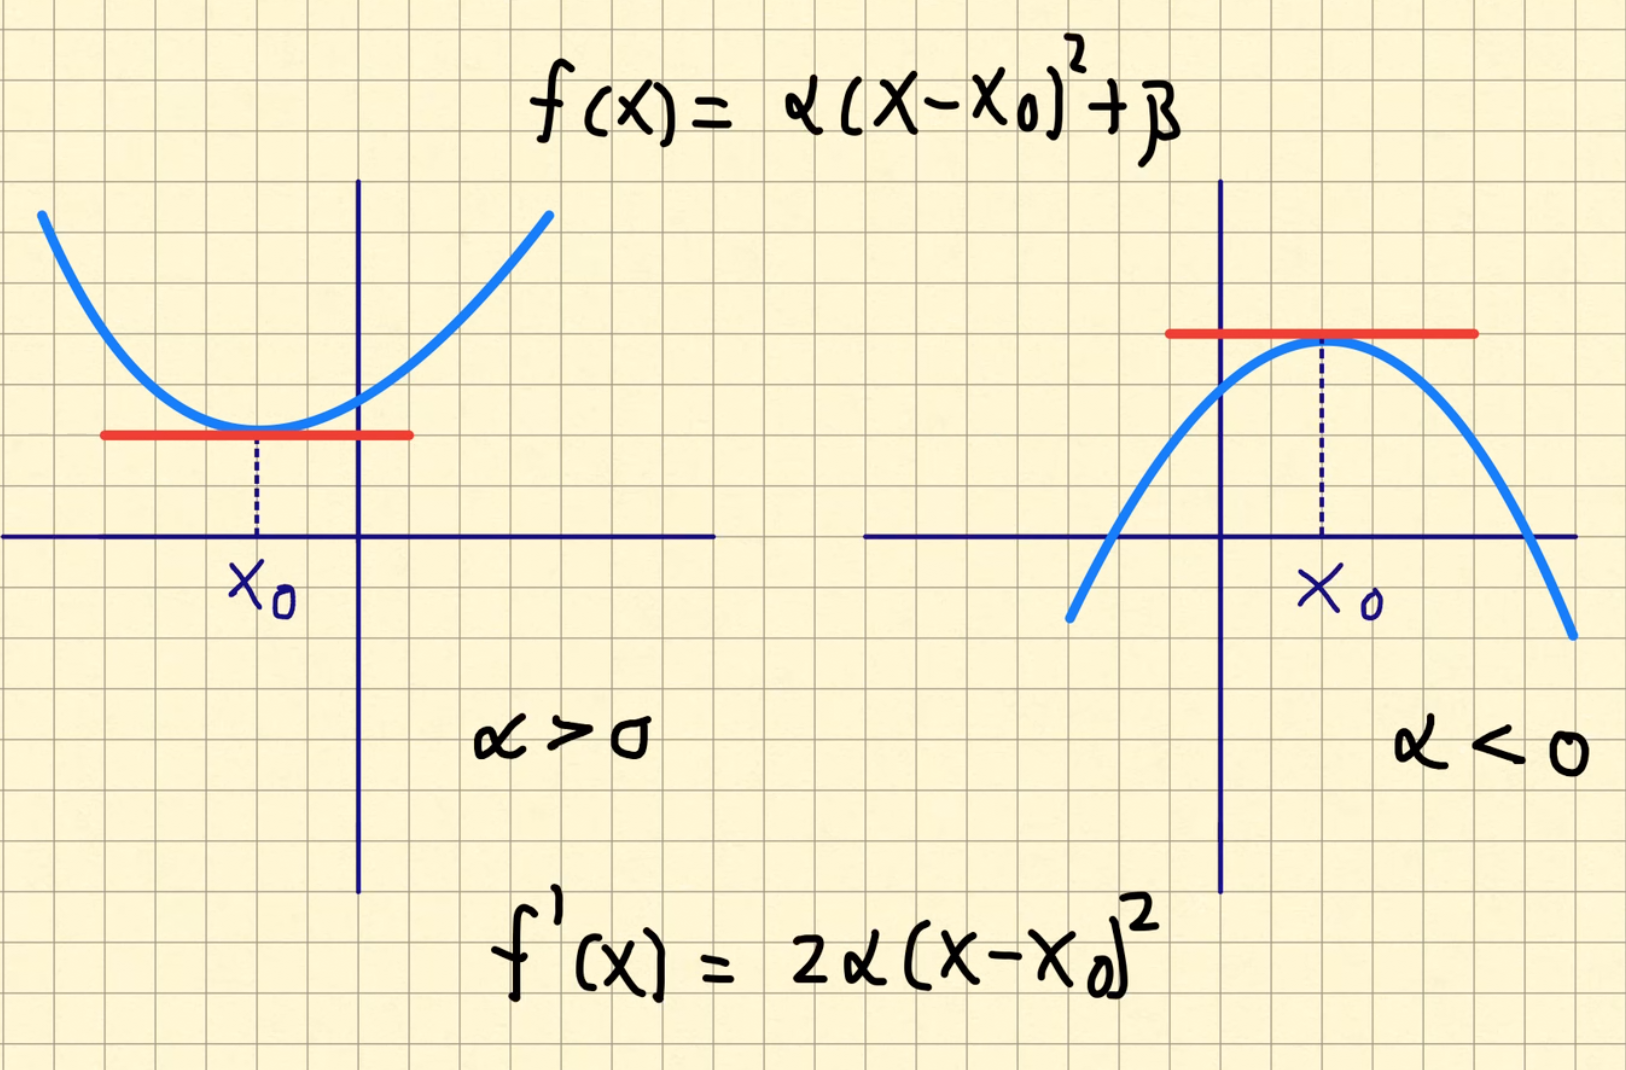 f(x) = α(x-x₀)²+β
x₀
x₀
α > 0
α < 0
f'(x) = 2α(x-x₀)²